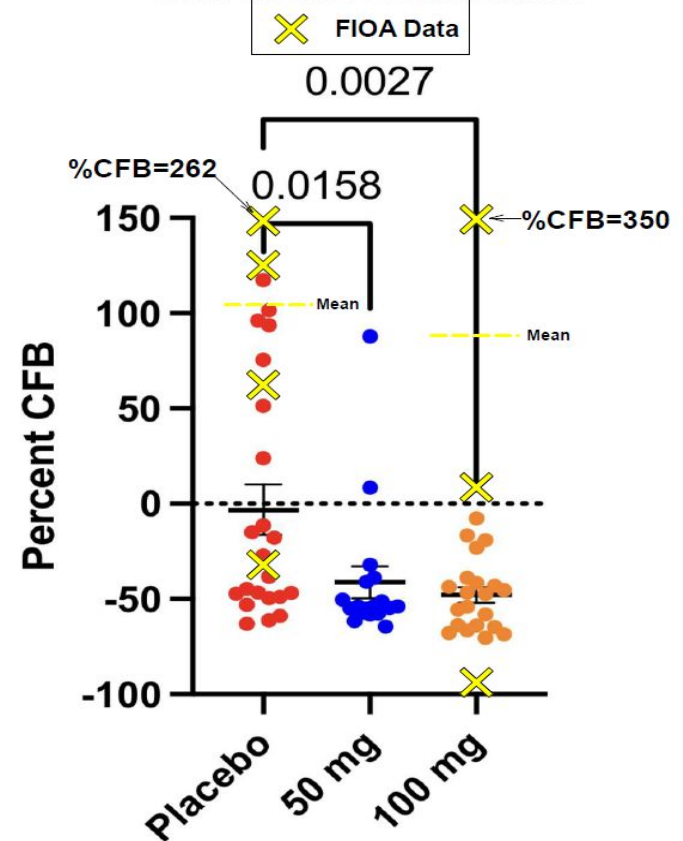 FIOA Data
0.0027
%CFB=262
0.0158
150
%CFB=350
100
Mean
Mean
50
0
-50
-100
Percent CFB
Placebo
50 mg
100 mg